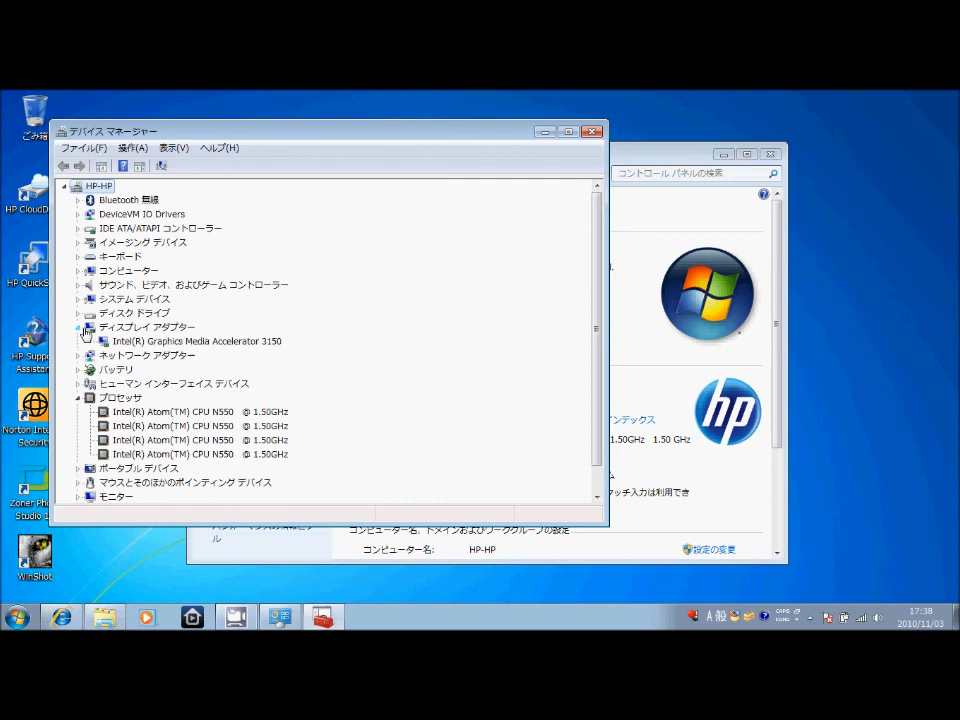 ごみ箱
HP CloudD
HP QuickS
HP Suppo
Assistan
Norton Inte
Security
Zoner Pho
Studio 1
WinShot
デバイス マネージャー
ファイル(F) 操作(A) 表示(V) ヘルプ(H)
HP-HP
Bluetooth 無線
DeviceVM IO Drivers
IDE ATA/ATAPI コントローラー
イメージング デバイス
キーボード
コンピューター
サウンド、ビデオ、およびゲーム コントローラー
システム デバイス
ディスク ドライブ
ディスプレイ アダプター
Intel(R) Graphics Media Accelerator 3150
ネットワーク アダプター
バッテリ
ヒューマン インターフェイス デバイス
プロセッサ
Intel(R) Atom(TM) CPU N550 @ 1.50GHz
Intel(R) Atom(TM) CPU N550 @ 1.50GHz
Intel(R) Atom(TM) CPU N550 @ 1.50GHz
Intel(R) Atom(TM) CPU N550 @ 1.50GHz
ポータブル デバイス
マウスとそのほかのポインティング デバイス
モニター
コントロール パネルの検索
hp
インデックス
1.50GHz 1.50 GHz
ム
タッチ入力は利用でき
ル
コンピューター名、ドメインおよびワークグループの設定
コンピューター名: HP-HP
設定の変更
A 般
CAPS
KANA
17:38
2010/11/03